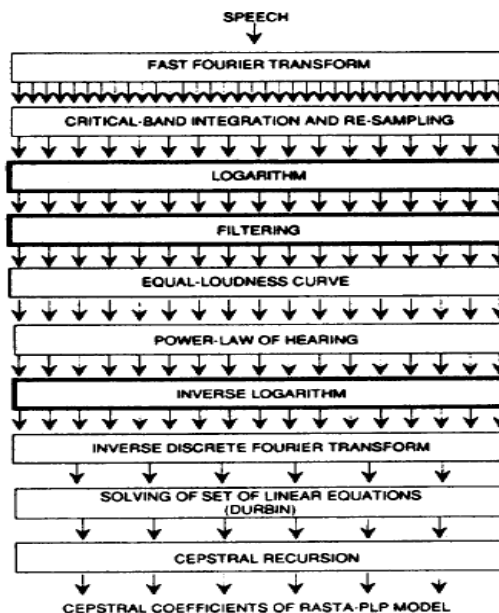 SPEECH
FAST FOURIER TRANSFORM
CRITICAL-BAND INTEGRATION AND RE-SAMPLING
LOGARITHM
FILTERING
EQUAL-LOUDNESS CURVE
POWER-LAW OF HEARING
INVERSE LOGARITHM
INVERSE DISCRETE FOURIER TRANSFORM
SOLVING OF SET OF LINEAR EQUATIONS
(DURBIN)
CEPSTRAL RECURSION
CEPSTRAL COEFFICIENTS OF RASTA-PLP MODEL